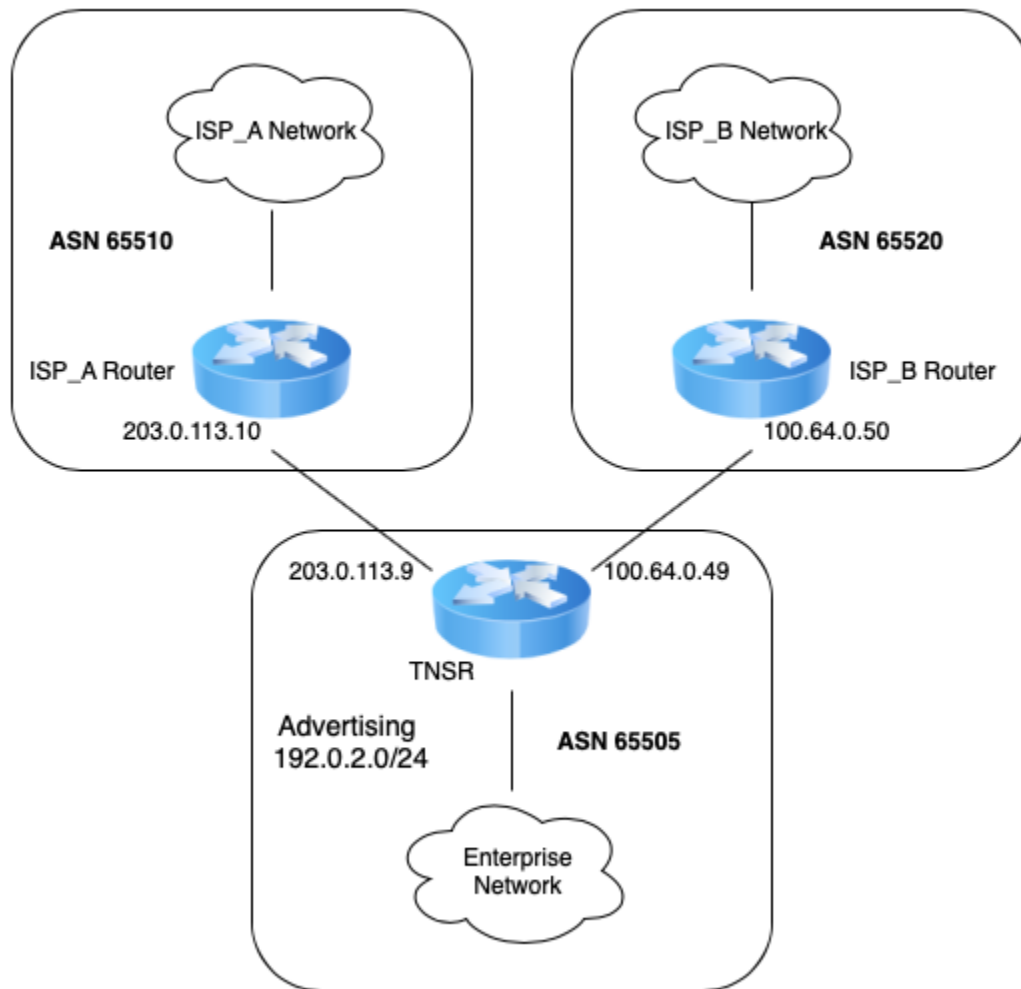 ISP_A Network
ISP_B Network
ASN 65510
ASN 65520
ISP_A Router
ISP_B Router
203.0.113.10
100.64.0.50
203.0.113.9
100.64.0.49
TNSR
Advertising
192.0.2.0/24
ASN 65505
Enterprise
Network